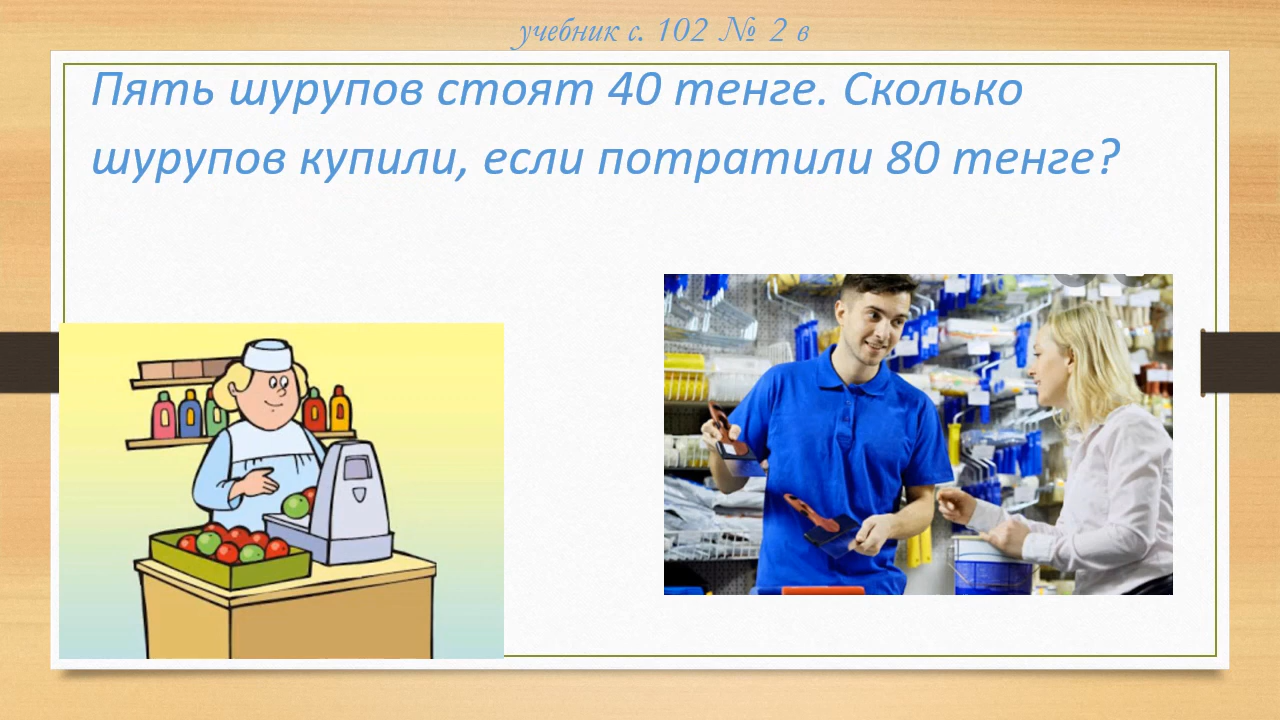 учебник с. 102 № 2 в
Пять шурупов стоят 40 тенге. Сколько
шурупов купили, если потратили 80 тенге?